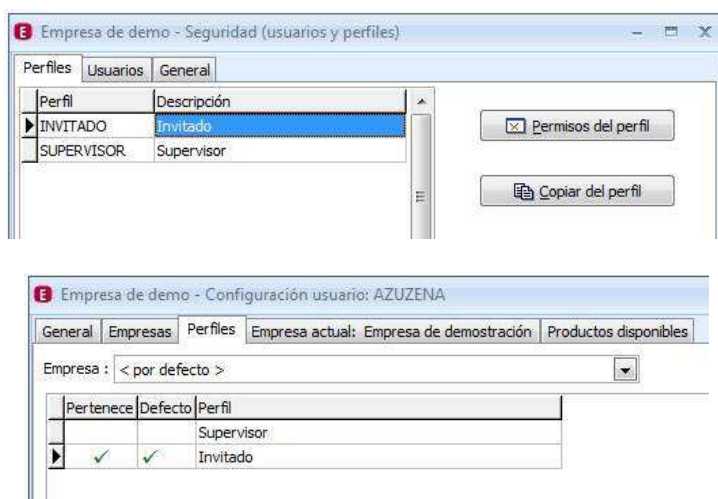 E Empresa de demo - Seguridad (usuarios y perfiles)
Perfiles Usuarios General
Perfil Descripción
INVITADO Invitado
SUPERVISOR Supervisor
Permisos del perfil
Copiar del perfil
E Empresa de demo - Configuración usuario: AZUZENA
General Empresas Perfiles Empresa actual: Empresa de demostración Productos disponibles
Empresa : < por defecto >
Pertenece Defecto Perfil
Supervisor
Invitado